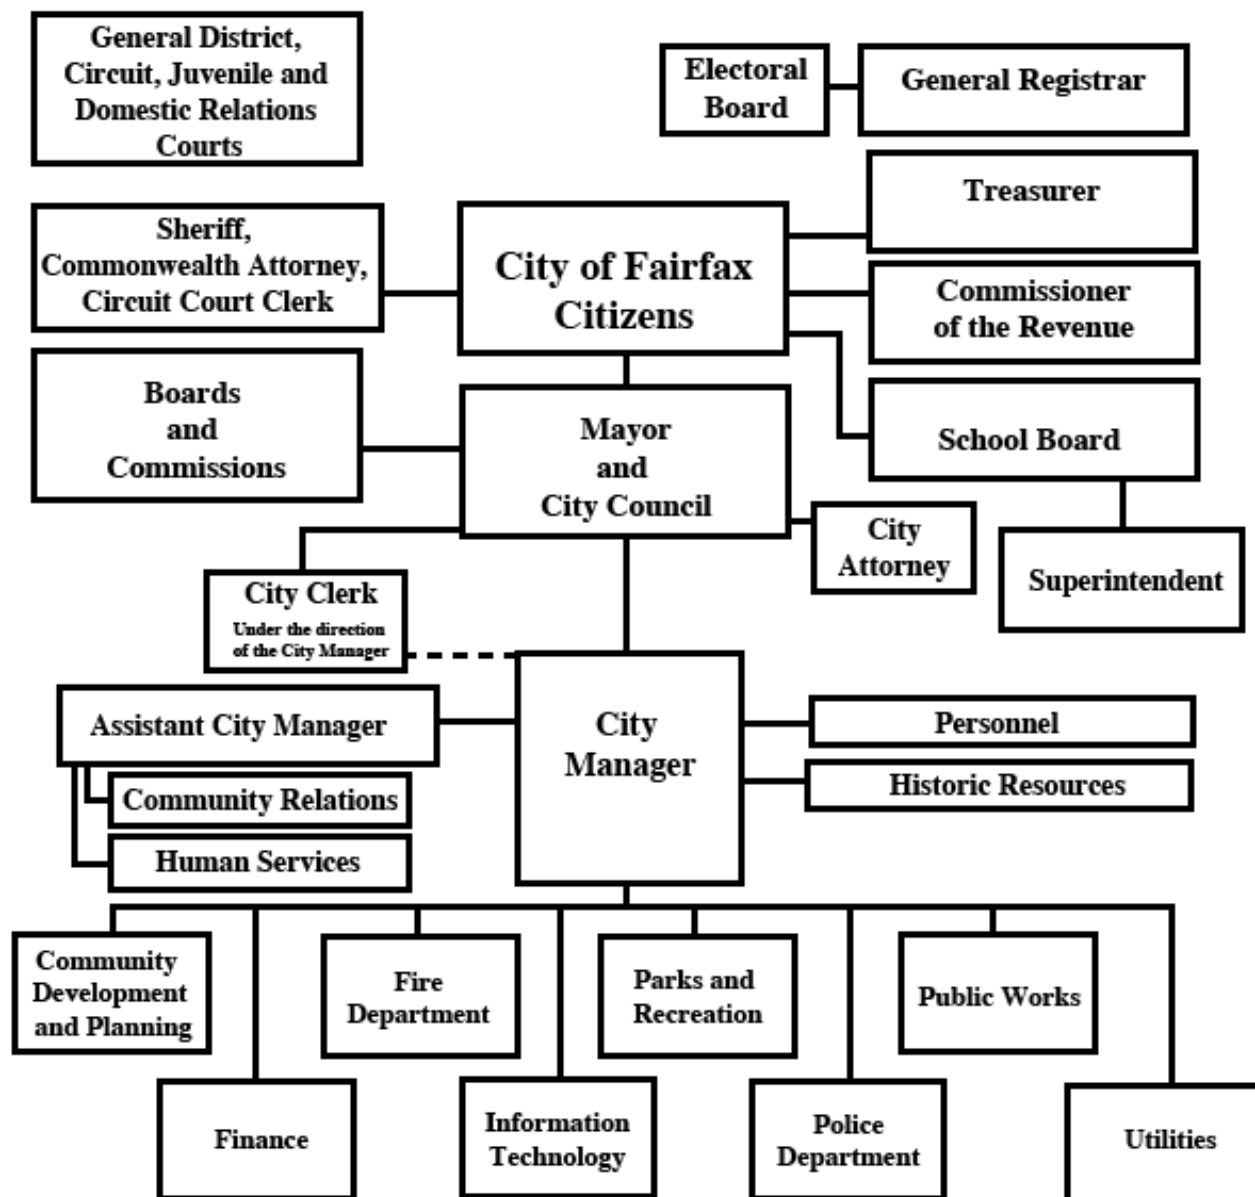 General District,
Circuit, Juvenile and
Domestic Relations
Courts
Electoral
Board
General Registrar
Treasurer
Sheriff,
Commonwealth Attorney,
Circuit Court Clerk
City of Fairfax
Citizens
Commissioner
of the Revenue
Boards
and
Commissions
Mayor
and
City Council
School Board
City
Attorney
Superintendent
City Clerk
Under the direction
of the City Manager
Assistant City Manager
City
Manager
Personnel
Historic Resources
Community Relations
Human Services
Community
Development
and Planning
Fire
Department
Parks and
Recreation
Public Works
Finance
Information
Technology
Police
Department
Utilities